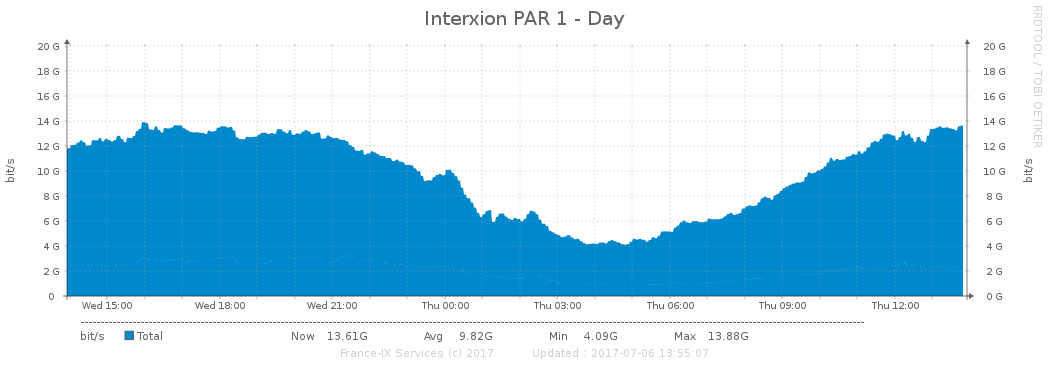 Interxion PAR 1 - Day
RRDTOOL / TOBI OETIKER
20 G 20 G
18 G 18 G
16 G 16 G
14 G 14 G
12 G 12 G
10 G 10 G
8 G 8 G
6 G 6 G
4 G 4 G
2 G 2 G
0 0 G
bit/s
bit/s
Wed 15:00 Wed 18:00 Wed 21:00 Thu 00:00 Thu 03:00 Thu 06:00 Thu 09:00 Thu 12:00
bit/s Total Now 13.61G Avg 9.82G Min 4.09G Max 13.88G
France-IX Services (c) 2017 Updated : 2017-07-06 13:55:07